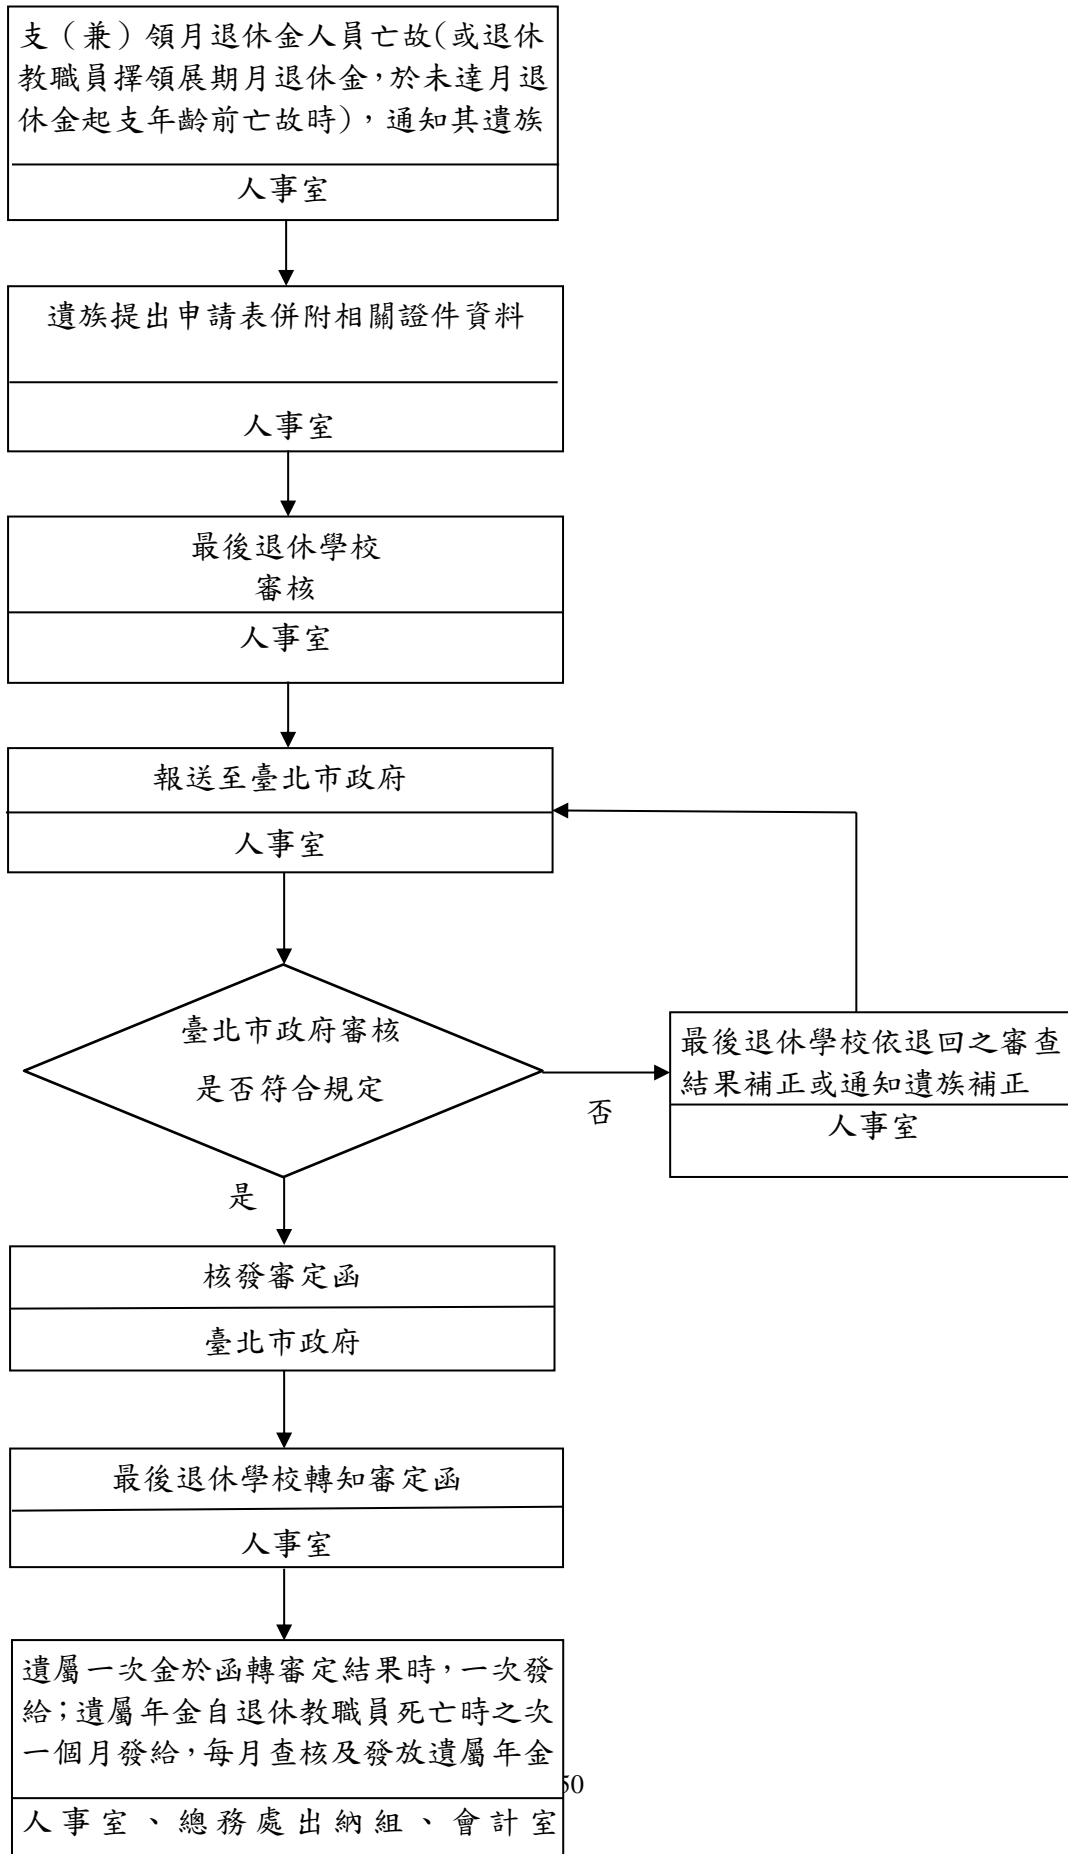 支（兼）領月退休金人員亡故(或退休
教職員擇領展期月退休金，於未達月退
休金起支年齡前亡故時)，通知其遺族
人事室
遺族提出申請表併附相關證件資料
人事室
最後退休學校
審核
人事室
報送至臺北市政府
人事室
臺北市政府審核
是否符合規定
否
最後退休學校依退回之審查
結果補正或通知遺族補正
人事室
是
核發審定函
臺北市政府
最後退休學校轉知審定函
人事室
遺屬一次金於函轉審定結果時，一次發
給；遺屬年金自退休教職員死亡時之次
一個月發給，每月查核及發放遺屬年金
50
人事室、總務處出納組、會計室